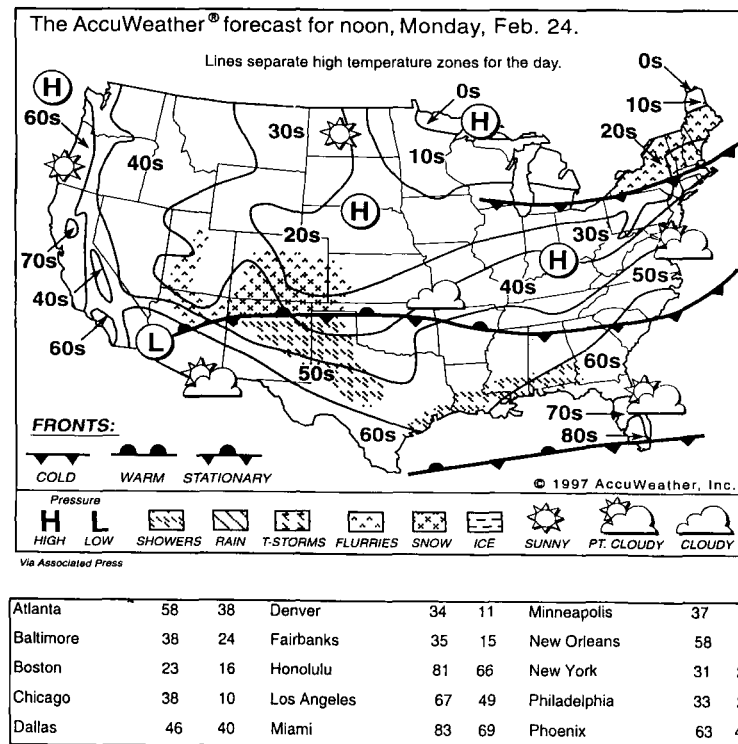 The AccuWeather® forecast for noon, Monday, Feb. 24.
Lines separate high temperature zones for the day.
H
60s
40s
30s
0s
H
10s
0s
10s
20s
H
20s
30s
H
40s
50s
70s
40s
60s
L
50s
60s
60s
70s
80s
FRONTS:
COLD WARM STATIONARY
© 1997 AccuWeather, Inc.
Pressure
H L
HIGH LOW SHOWERS RAIN T-STORMS FLURRIES SNOW ICE SUNNY PT. CLOUDY CLOUDY
Via Associated Press
Atlanta 58 38 Denver 34 11 Minneapolis 37
Baltimore 38 24 Fairbanks 35 15 New Orleans 58
Boston 23 16 Honolulu 81 66 New York 31
Chicago 38 10 Los Angeles 67 49 Philadelphia 33
Dallas 46 40 Miami 83 69 Phoenix 63